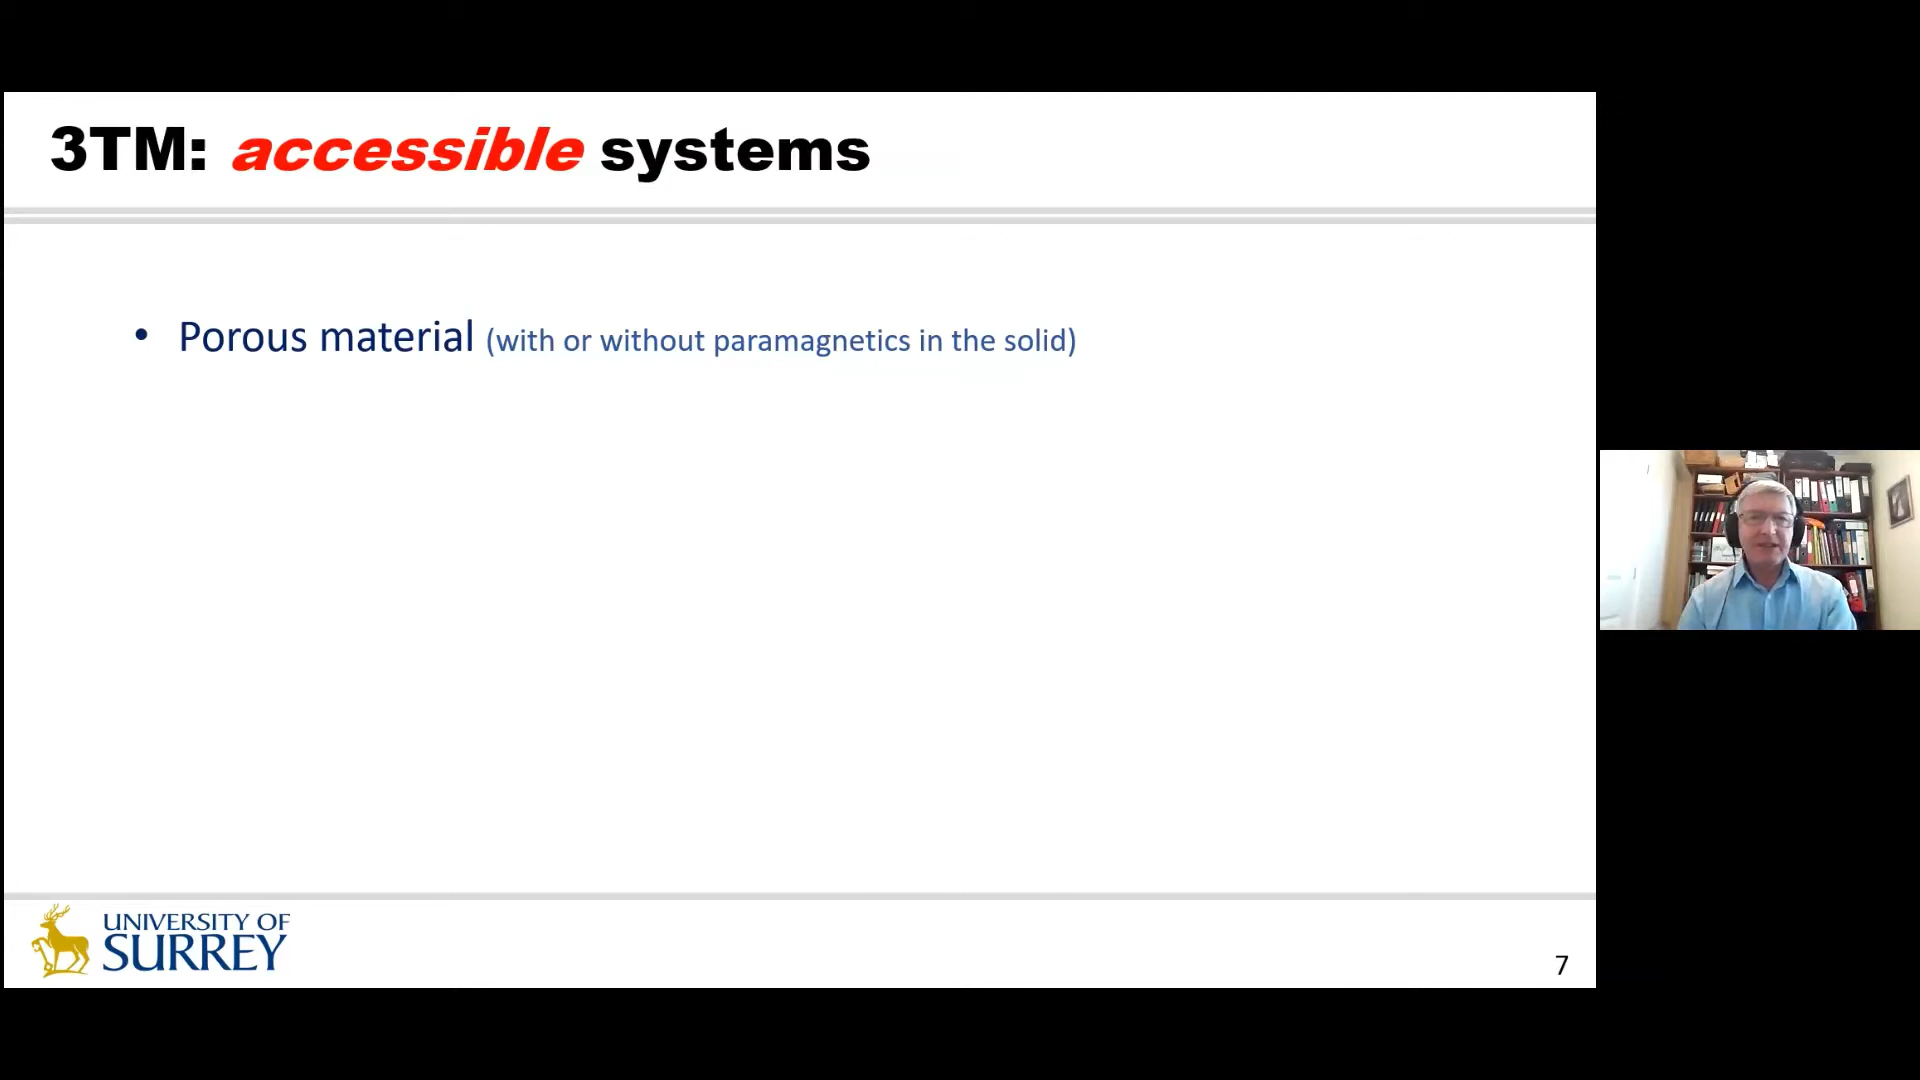 3TM: accessible systems
• Porous material (with or without paramagnetics in the solid)
UNIVERSITY OF
SURREY
7